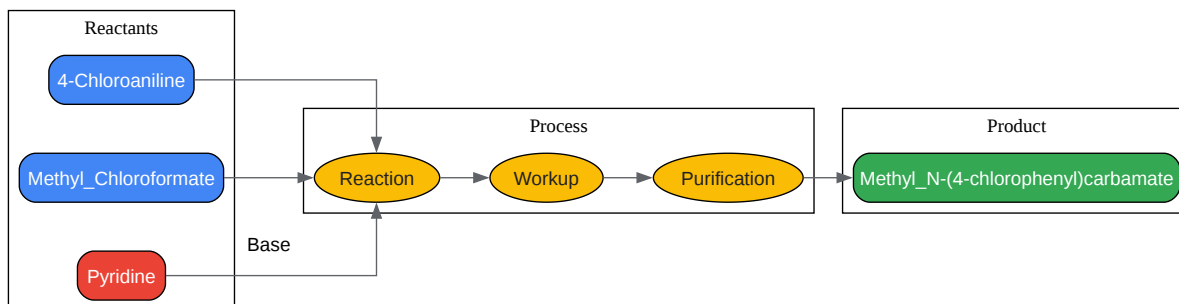 Reactants
4-Chloroaniline
Process
Product
Methyl_Chloroformate
Reaction
Workup
Purification
Methyl_N-(4-chlorophenyl)carbamate
Base
Pyridine